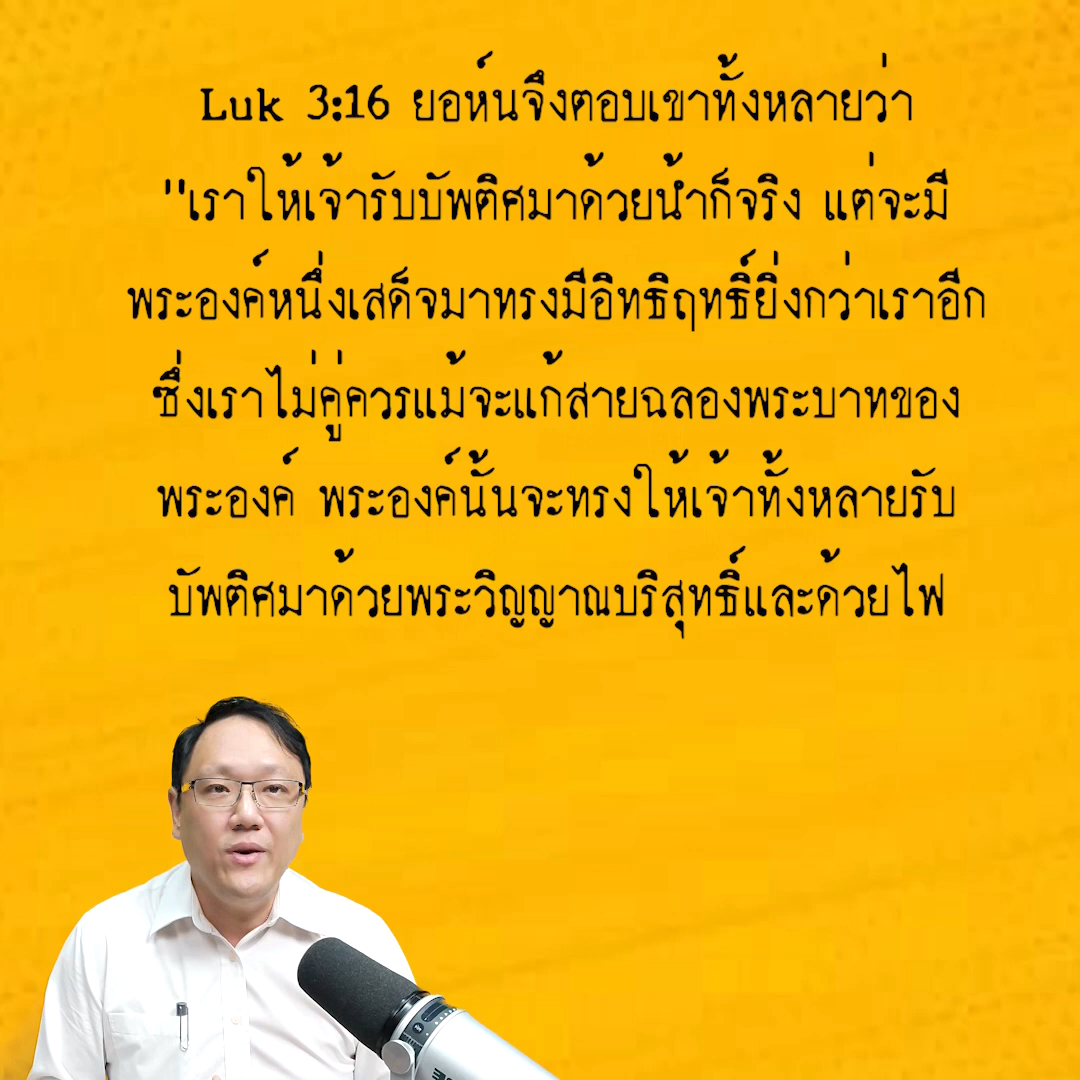 Luk 3:16 ยอห์นจึงตอบเขาทั้งหลายว่า
"เราให้เจ้ารับบัพติศมาด้วยน้ำก็จริง แต่จะมี
พระองค์หนึ่งเสด็จมาทรงมีอิทธิฤทธิ์ยิ่งกว่าเราอีก
ซึ่งเราไม่คู่ควรแม้จะแก้สายฉลองพระบาทของ
พระองค์ พระองค์นั้นจะทรงให้เจ้าทั้งหลายรับ
บัพติศมาด้วยพระวิญญาณบริสุทธิ์และด้วยไฟ